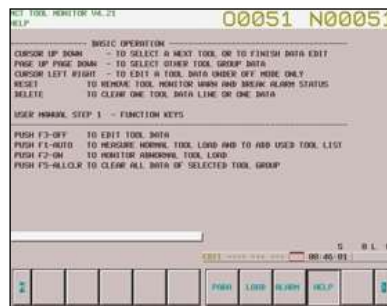 MCT TOOL MONITOR V4.21
HELP
O0051 N0005
BASIC OPERATION
CURSOR UP DOWN - TO SELECT A NEXT TOOL OR TO FINISH DATA EDIT
PAGE UP PAGE DOWN - TO SELECT OTHER TOOL GROUP DATA
CURSOR LEFT RIGHT - TO EDIT A TOOL DATA UNDER OFF MODE ONLY
RESET TO REMOVE TOOL MONITOR WARN AND BREAK ALARM STATUS
DELETE TO CLEAR ONE TOOL DATA LINE OR ONE DATA
USER MANUAL STEP 1 - FUNCTION KEYS
PUSH F3-OFF TO EDIT TOOL DATA
PUSH F1-AUTO TO MEASURE NORMAL TOOL LOAD AND TO ADD USED TOOL LIST
PUSH F2-ON TO MONITOR ABNORMAL TOOL LOAD
PUSH F5-ALLCLR TO CLEAR ALL DATA OF SELECTED TOOL GROUP
S 0 L
EDIT **** *** *** 00:46:01
PARA LOAD ALARM HELP